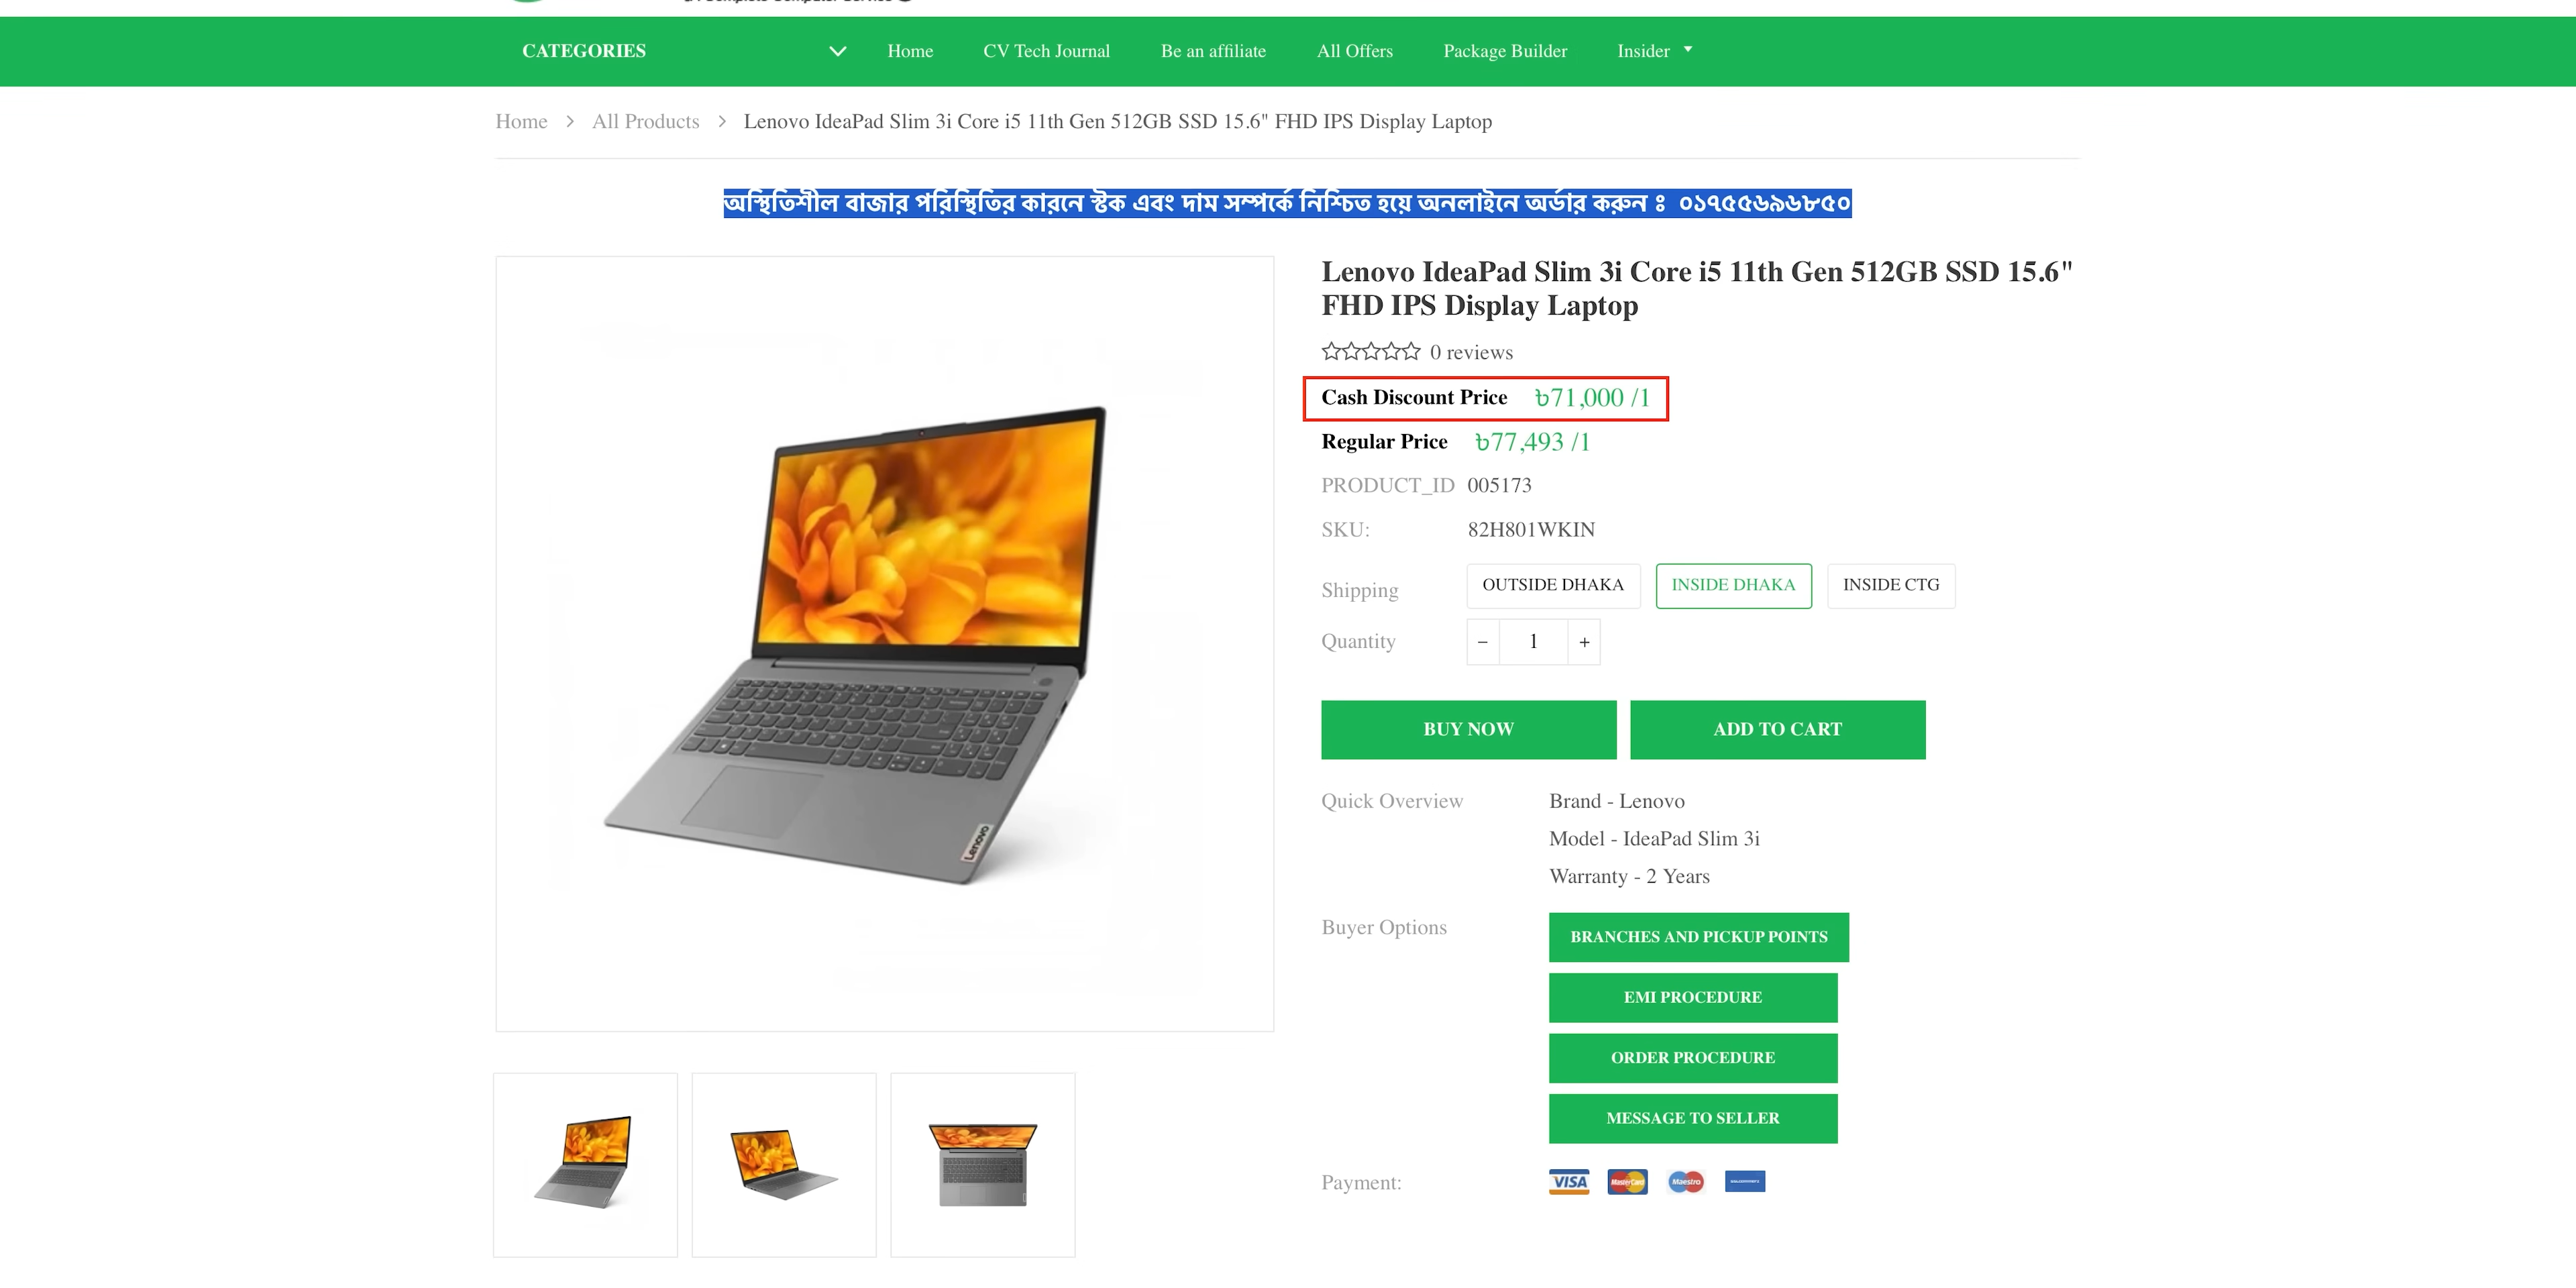 CATEGORIES Home CV Tech Journal Be an affiliate All Offers Package Builder Insider
Home > All Products > Lenovo IdeaPad Slim 3i Core i5 11th Gen 512GB SSD 15.6" FHD IPS Display Laptop
অস্থিতিশীল বাজার পরিস্থিতির কারনে স্টক এবং দাম সম্পর্কে নিশ্চিত হয়ে অনলাইনে অর্ডার করুন ঃ ০১৭৫৫৬৯৬৮৫০
Lenovo IdeaPad Slim 3i Core i5 11th Gen 512GB SSD 15.6"
FHD IPS Display Laptop
0 reviews
Cash Discount Price ৳71,000 /1
Regular Price ৳77,493 /1
PRODUCT_ID 005173
SKU: 82H801WKIN
Shipping OUTSIDE DHAKA INSIDE DHAKA INSIDE CTG
Quantity − 1 +
BUY NOW ADD TO CART
Quick Overview Brand - Lenovo
Model - IdeaPad Slim 3i
Warranty - 2 Years
Buyer Options BRANCHES AND PICKUP POINTS
EMI PROCEDURE
ORDER PROCEDURE
MESSAGE TO SELLER
Payment: VISA MasterCard Maestro
Lenovo